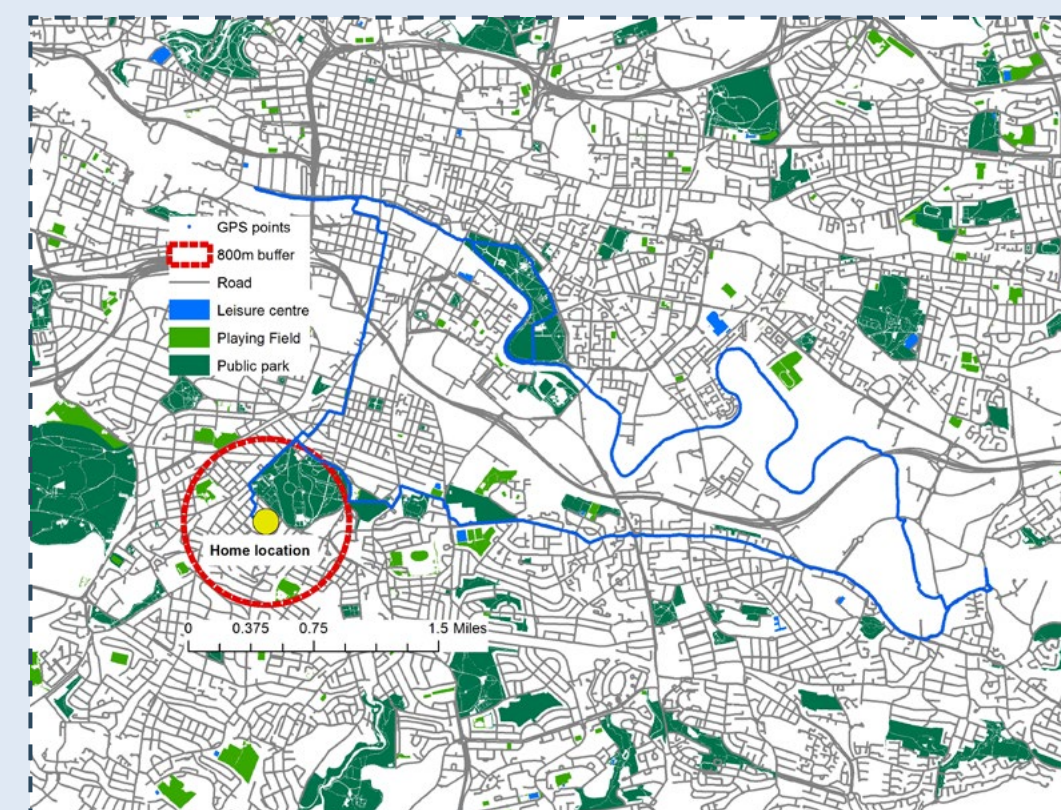 GPS points
800m buffer
Road
Leisure centre
Playing Field
Public park
Home location
0 0.375 0.75 1.5 Miles